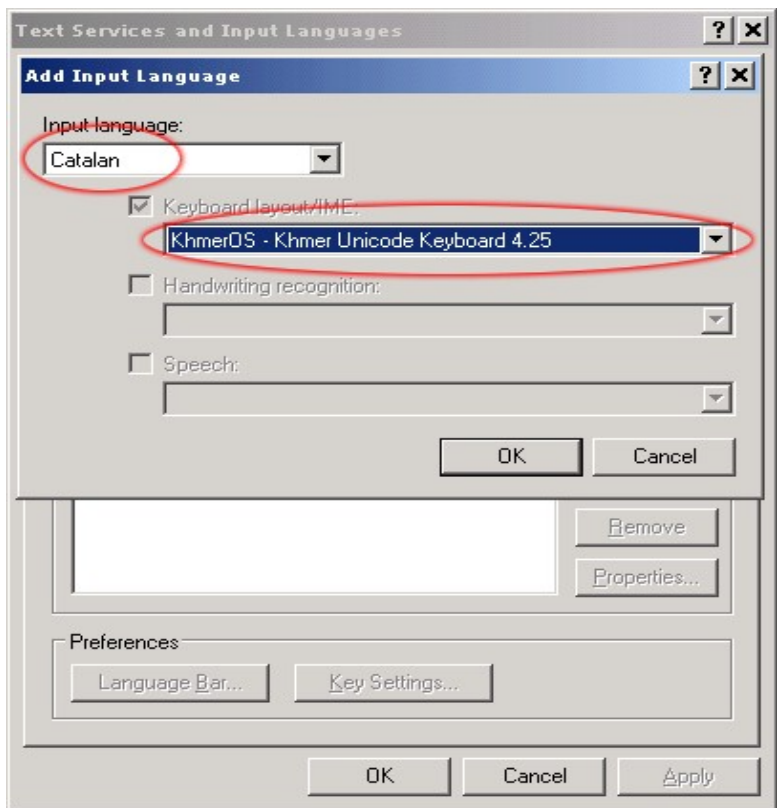 Text Services and Input Languages
Add Input Language
Input language:
Catalan
Keyboard layout/IME:
KhmerOS - Khmer Unicode Keyboard 4.25
Handwriting recognition:
Speech:
OK Cancel
Remove
Properties...
Preferences
Language Bar... Key Settings...
OK Cancel Apply